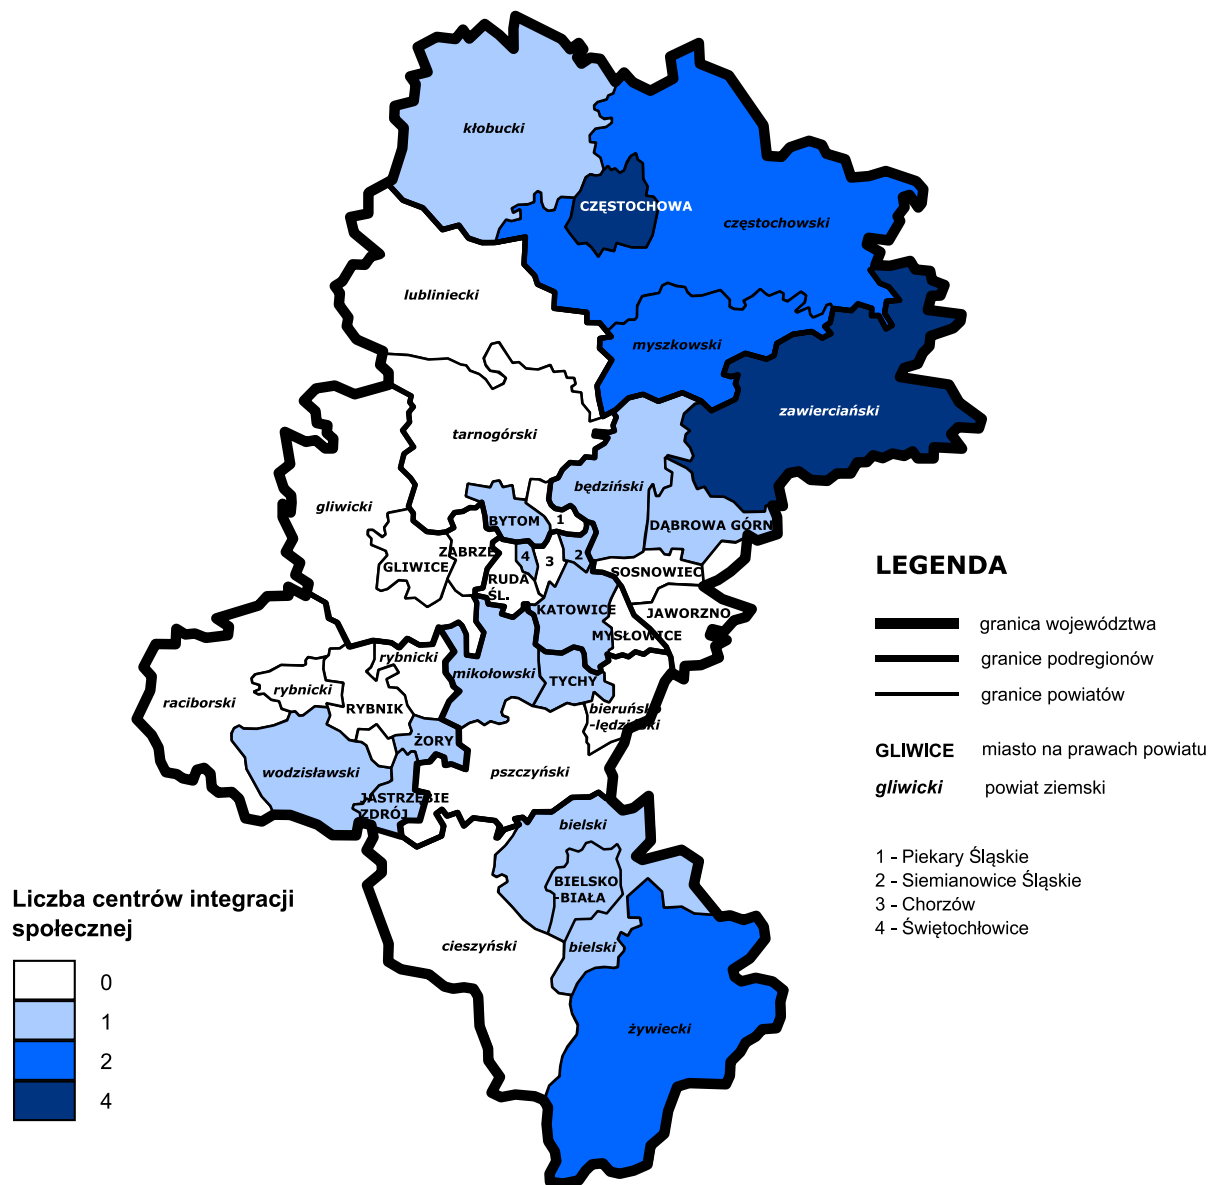 kłobucki
CZĘSTOCHOWA
częstochowski
lubliniecki
myszkowski
zawierciański
tarnogórski
będziński
gliwicki
BYTOM
1
DĄBROWA GÓRN
ZABRZE
GLIWICE
4
3
2
SOSNOWIEC
RUDA
ŚL.
KATOWICE
JAWORZNO
MYSŁOWICE
rybnicki
mikołowski
TYCHY
rybnicki
raciborski
RYBNIK
bieruńsko
-lędziński
ŻORY
wodzisławski
pszczyński
JASTRZĘBIE
ZDRÓJ
bielski
BIELSKO
-BIAŁA
cieszyński
bielski
żywiecki
LEGENDA
granica województwa
granice podregionów
granice powiatów
GLIWICE miasto na prawach powiatu
gliwicki powiat ziemski
1 - Piekary Śląskie
2 - Siemianowice Śląskie
3 - Chorzów
4 - Świętochłowice
Liczba centrów integracji
społecznej
0
1
2
4